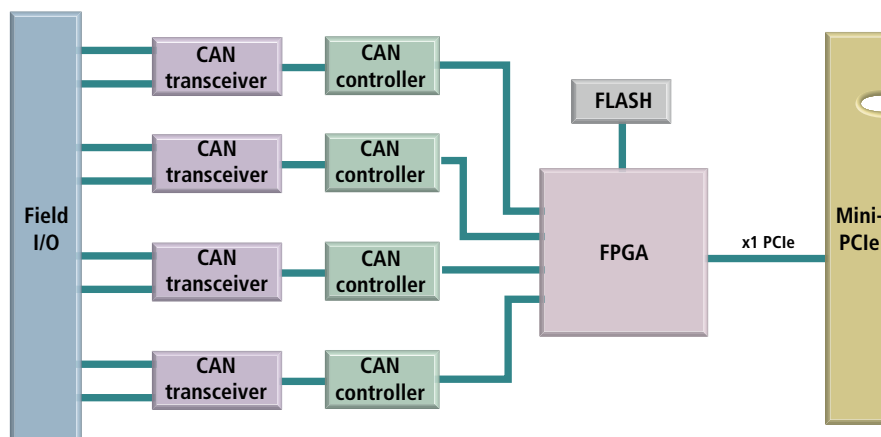 Field
I/O
CAN
transceiver
CAN
controller
CAN
transceiver
CAN
controller
CAN
transceiver
CAN
controller
CAN
transceiver
CAN
controller
FLASH
FPGA
x1 PCIe
Mini-
PCIe